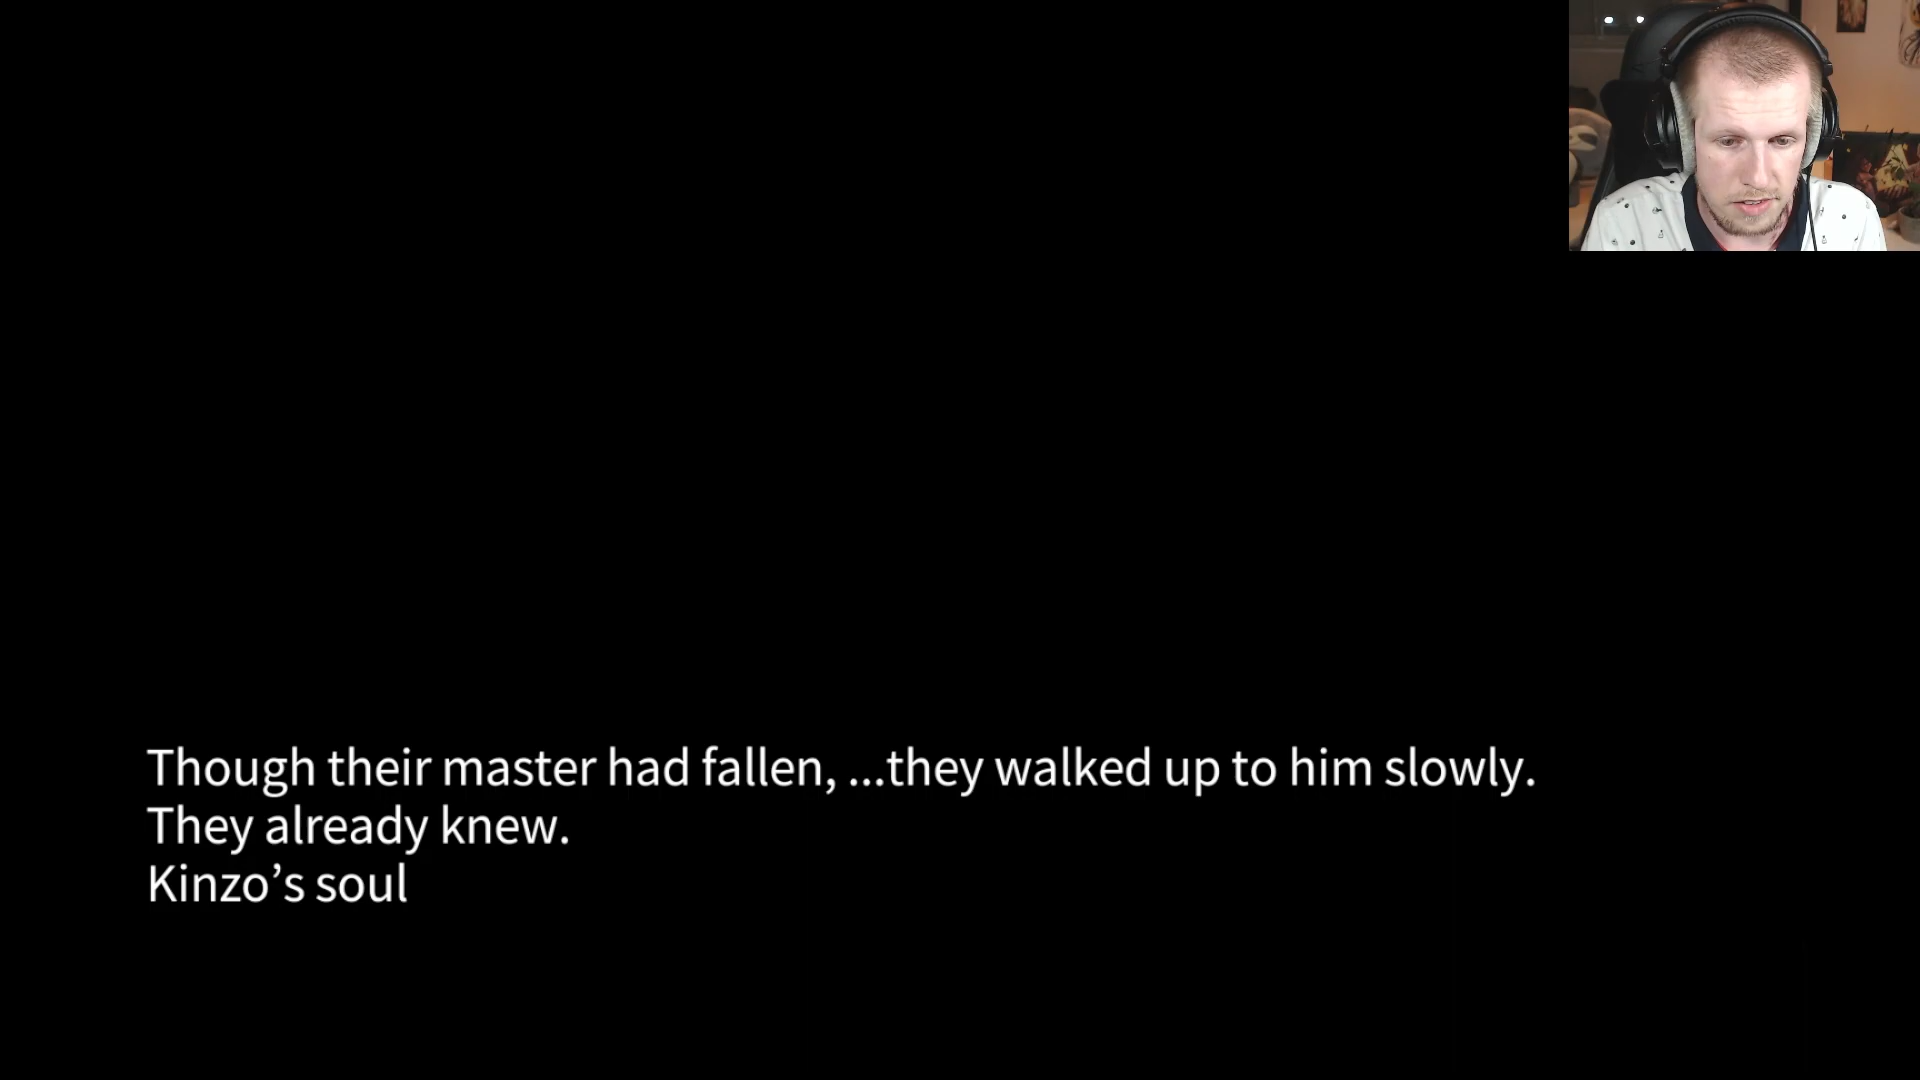 Though their master had fallen, ...they walked up to him slowly.
They already knew.
Kinzo’s soul